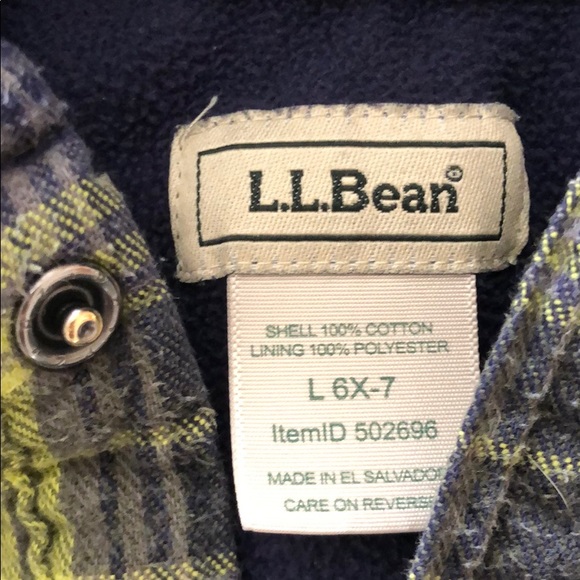 L.L.Bean®
SHELL 100% COTTON
LINING 100% POLYESTER
L 6X-7
ItemID 502696
MADE IN EL SALVADOR
CARE ON REVERSE